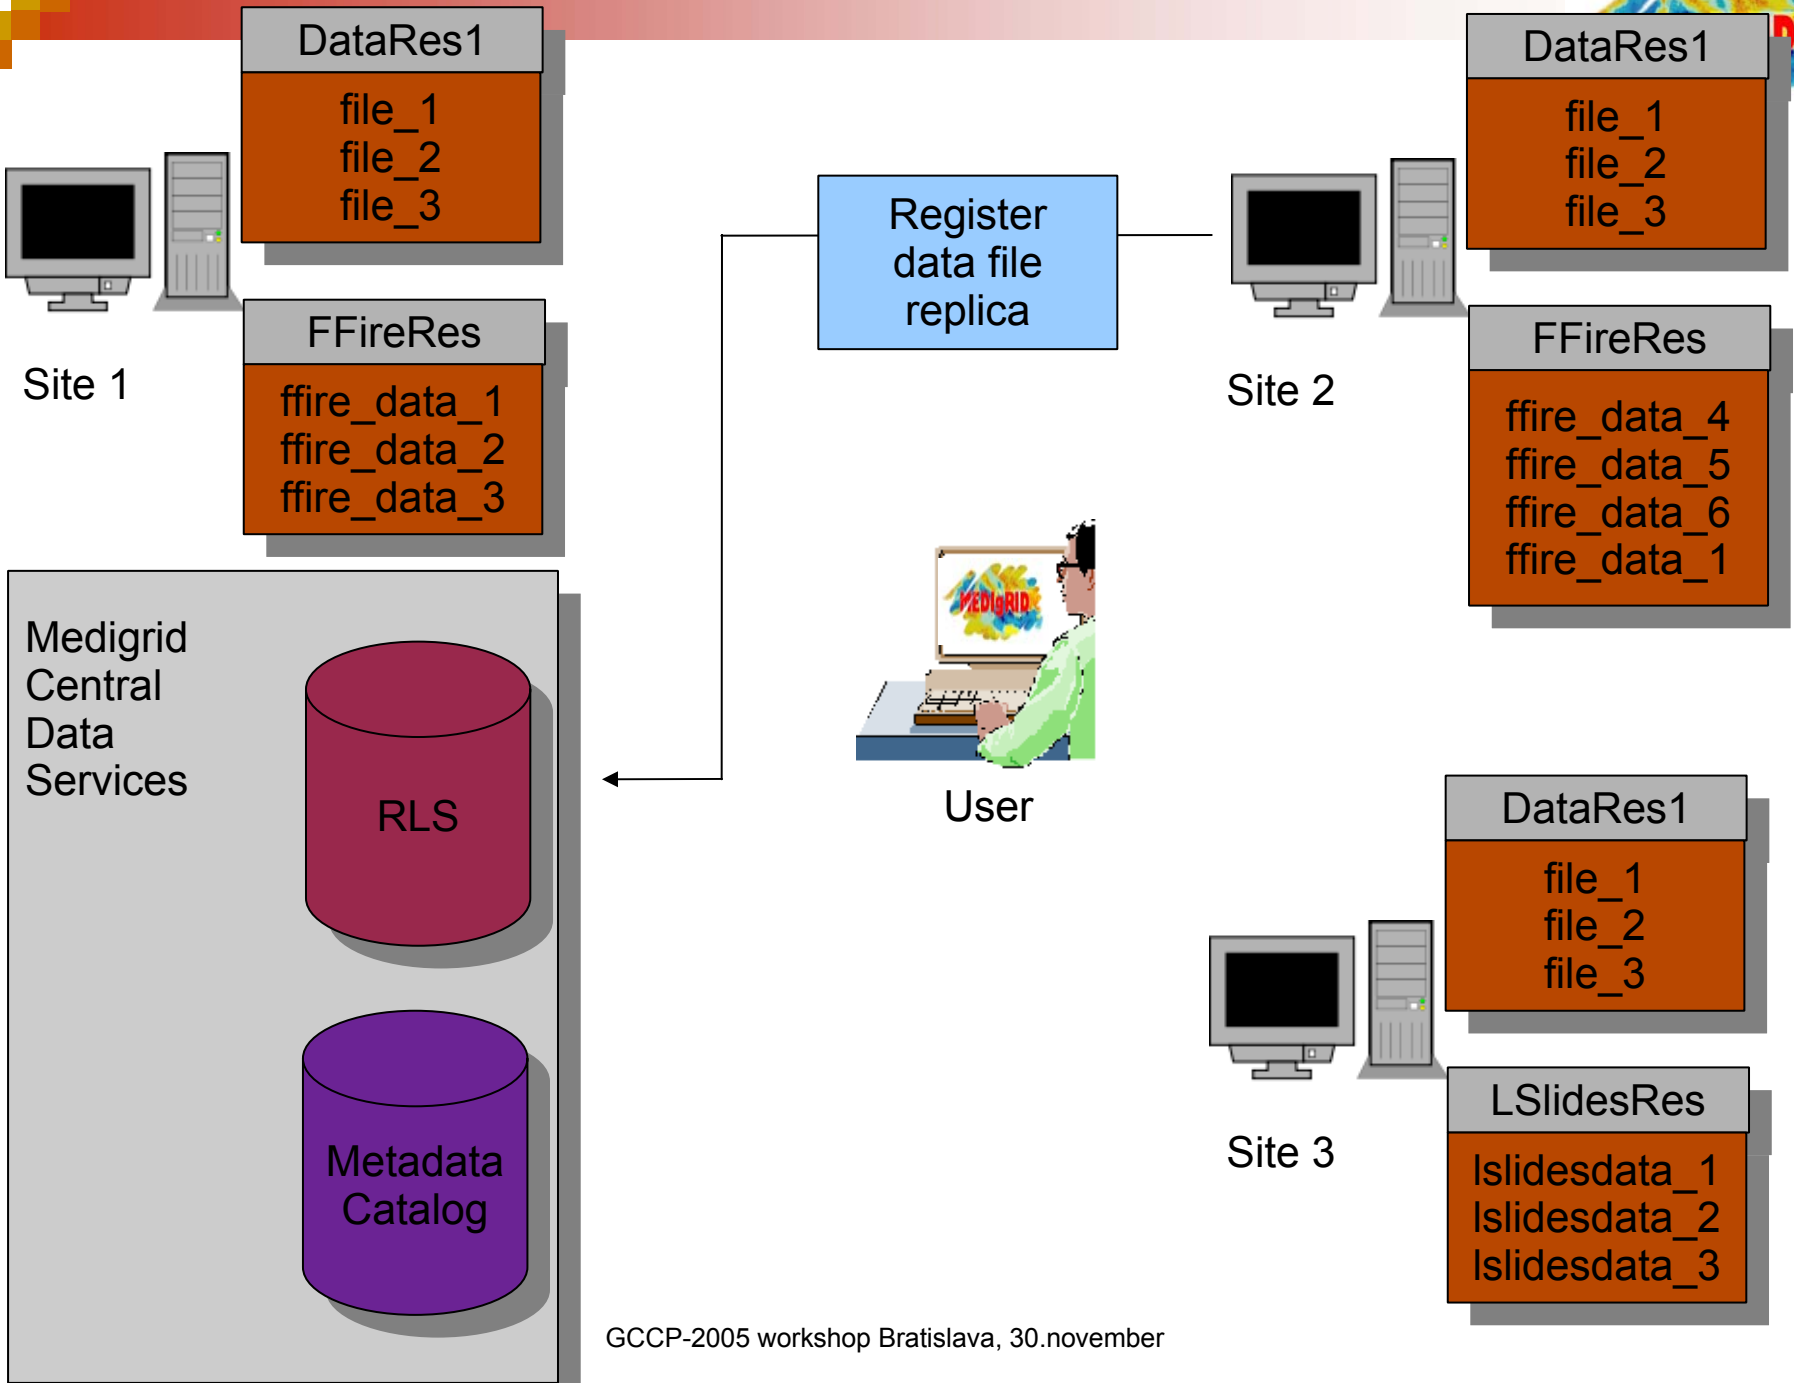 DataRes1
file_1
file_2
file_3
FFireRes
ffire_data_1
ffire_data_2
ffire_data_3
Site 1
Register
data file
replica
DataRes1
file_1
file_2
file_3
FFireRes
ffire_data_4
ffire_data_5
ffire_data_6
ffire_data_1
Site 2
Medigrid
Central
Data
Services
RLS
Metadata
Catalog
MEDIgRID
User
DataRes1
file_1
file_2
file_3
LSlidesRes
lslidesdata_1
lslidesdata_2
lslidesdata_3
Site 3
GCCP-2005 workshop Bratislava, 30.november